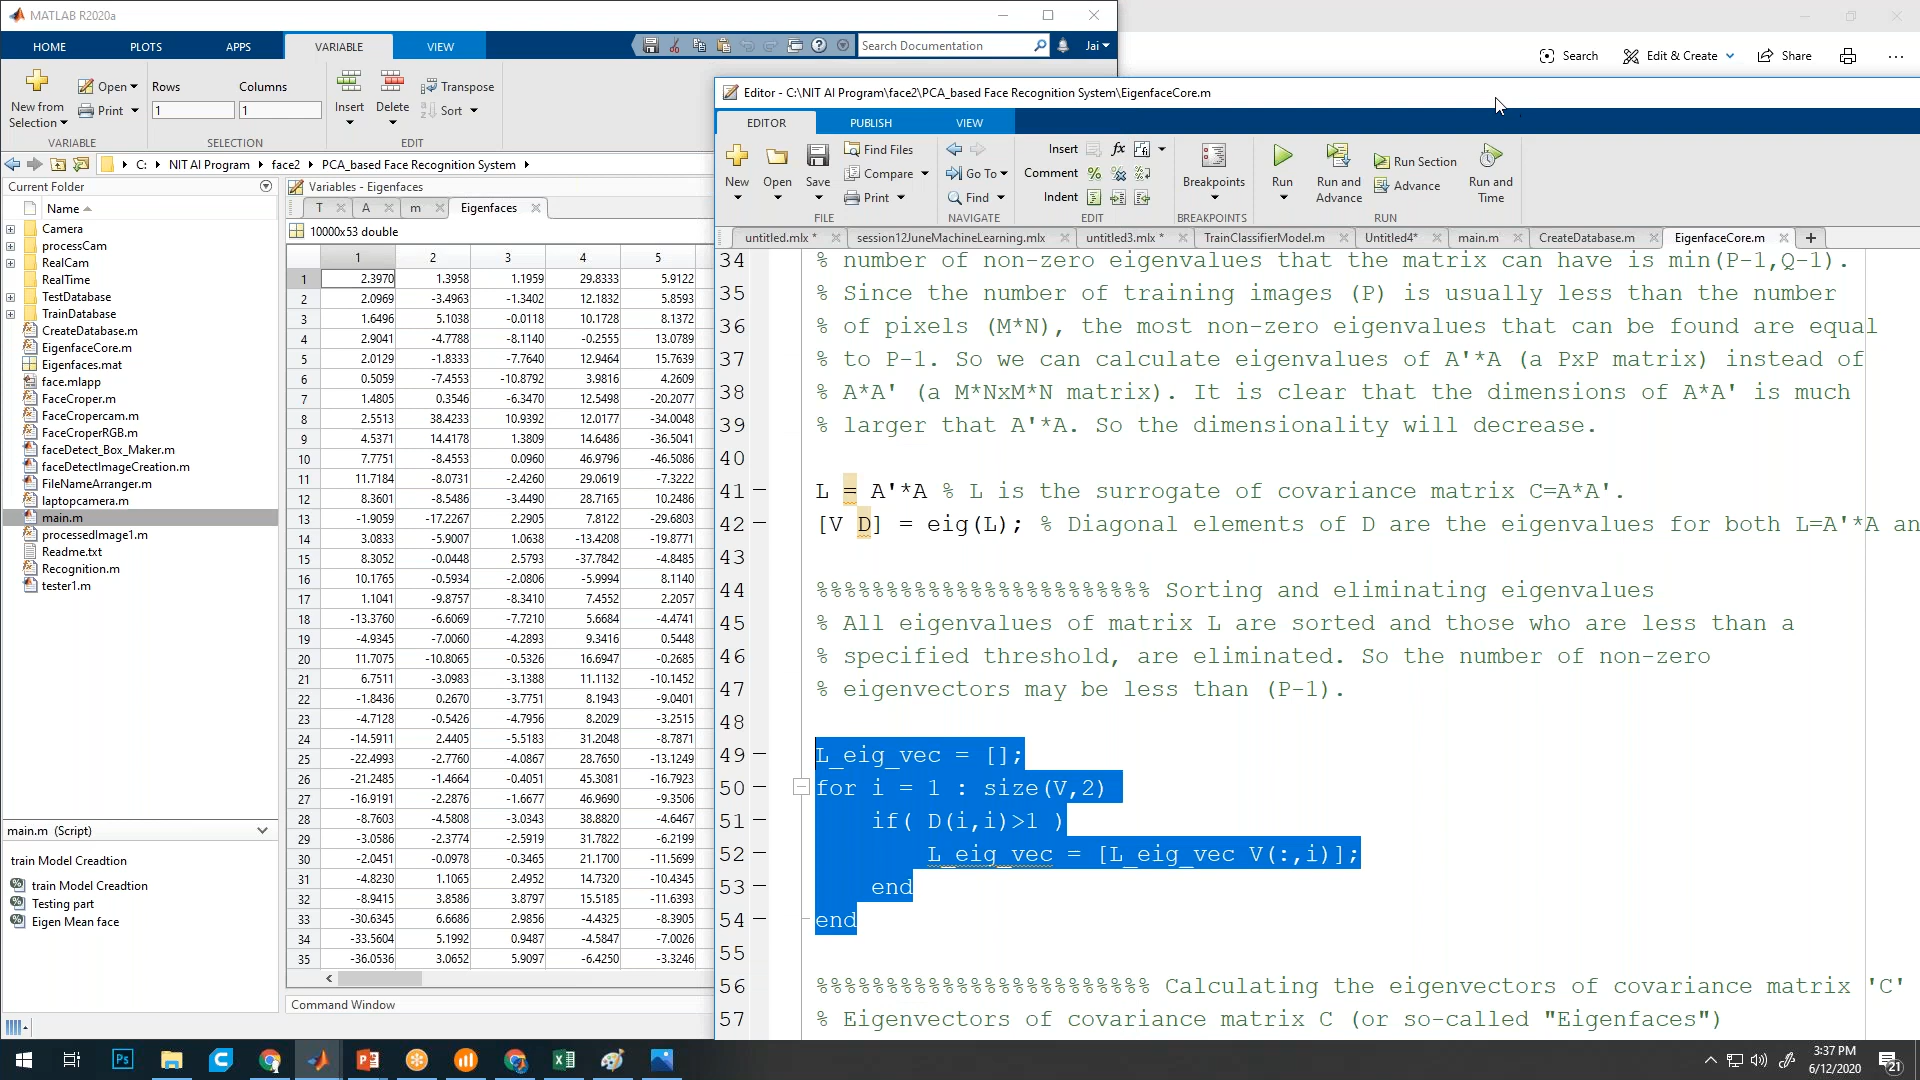 MATLAB R2020a
HOME PLOTS APPS VARIABLE VIEW
Search Documentation
Jai
Search Edit & Create Share
New from
Selection
Open
Print
Rows Columns
1 1
Insert Delete
Transpose
Sort
VARIABLE SELECTION EDIT
C: NIT AI Program face2 PCA_based Face Recognition System
Current Folder
Name
Camera
processCam
RealCam
RealTime
TestDatabase
TrainDatabase
CreateDatabase.m
EigenfaceCore.m
Eigenfaces.mat
face.mlapp
FaceCroper.m
FaceCropercam.m
FaceCroperRGB.m
faceDetect_Box_Maker.m
faceDetectImageCreation.m
FileNameArranger.m
laptopcamera.m
main.m
processedImage1.m
Readme.txt
Recognition.m
tester1.m
main.m (Script)
train Model Creadtion
train Model Creadtion
Testing part
Eigen Mean face
Variables - Eigenfaces
T A m Eigenfaces
10000x53 double
1 2 3 4 5
1 2.3970 1.3958 1.1959 29.8333 5.9122
2 2.0969 -3.4963 -1.3402 12.1832 5.8593
3 1.6496 5.1038 -0.0118 10.1728 8.1372
4 2.9041 -4.7788 -8.1140 -0.2555 13.0789
5 2.0129 -1.8333 -7.7640 12.9464 15.7639
6 0.5059 -7.4553 -10.8792 3.9816 4.2609
7 1.4805 0.3546 -6.3470 12.5498 -20.2077
8 2.5513 38.4233 10.9392 12.0177 -34.0048
9 4.5371 14.4178 1.3809 14.6486 -36.5041
10 7.7751 -8.4553 0.0960 46.9796 -46.5086
11 11.7184 -8.0731 -2.4260 29.0619 -7.3222
12 8.3601 -8.5486 -3.4490 28.7165 10.2486
13 -1.9059 -17.2267 2.2905 7.8122 -29.6803
14 3.0833 -5.9007 1.0638 -13.4208 -19.8771
15 8.3052 -0.0448 2.5793 -37.7842 -4.8485
16 10.1765 -0.5934 -2.0806 -5.9994 8.1140
17 1.1041 -9.8757 -8.3410 7.4552 2.2057
18 -13.3760 -6.6069 -7.7210 5.6684 -4.4741
19 -4.9345 -7.0060 -4.2893 9.3416 0.5448
20 11.7075 -10.8065 -0.5326 16.6947 -0.2685
21 6.7511 -3.0983 -3.1388 11.1132 -10.1452
22 -1.8436 0.2670 -3.7751 8.1943 -9.0401
23 -4.7128 -0.5426 -4.7956 8.2029 -3.2515
24 -14.5911 2.4405 -5.5183 31.2048 -8.7871
25 -22.4993 -2.7760 -4.0867 28.7650 -13.1249
26 -21.2485 -1.4664 -0.4051 45.3081 -16.7923
27 -16.9191 -2.2876 -1.6677 46.9690 -9.3506
28 -8.7603 -4.5808 -3.0343 38.8820 -4.6467
29 -3.0586 -2.3774 -2.5919 31.7822 -6.2199
30 -2.0451 -0.0978 -0.3465 21.1700 -11.5699
31 -4.8230 1.1065 2.4952 14.7320 -10.4345
32 -8.9415 3.8586 3.8797 15.5185 -11.6393
33 -30.6345 6.6686 2.9856 -4.4325 -8.3905
34 -33.5604 5.1992 0.9487 -4.5847 -7.0026
35 -36.0536 3.0652 5.9097 -6.4250 -3.3246
Command Window
Editor - C:\NIT AI Program\face2\PCA_based Face Recognition System\EigenfaceCore.m
EDITOR PUBLISH VIEW
New Open Save
Find Files
Compare
Print
Go To
Find
Insert fx
Comment
Indent
Breakpoints
Run
Run and
Advance
Run Section
Advance
Run and
Time
FILE NAVIGATE EDIT BREAKPOINTS RUN
untitled.mlx * session12JuneMachineLearning.mlx untitled3.mlx * TrainClassifierModel.m Untitled4* main.m CreateDatabase.m EigenfaceCore.m
34 % number of non-zero eigenvalues that the matrix can have is min(P-1,Q-1).
35 % Since the number of training images (P) is usually less than the number
36 % of pixels (M*N), the most non-zero eigenvalues that can be found are equal
37 % to P-1. So we can calculate eigenvalues of A'*A (a PxP matrix) instead of
38 % A*A' (a M*NxM*N matrix). It is clear that the dimensions of A*A' is much
39 % larger that A'*A. So the dimensionality will decrease.
40
41 L = A'*A % L is the surrogate of covariance matrix C=A*A'.
42 [V D] = eig(L); % Diagonal elements of D are the eigenvalues for both L=A'*A an
43
44 %%%%%%%%%%%%%%%%%%%%%%%% Sorting and eliminating eigenvalues
45 % All eigenvalues of matrix L are sorted and those who are less than a
46 % specified threshold, are eliminated. So the number of non-zero
47 % eigenvectors may be less than (P-1).
48
49 L_eig_vec = [];
50 for i = 1 : size(V,2)
51 if( D(i,i)>1 )
52 L_eig_vec = [L_eig_vec V(:,i)];
53 end
54 end
55
56 %%%%%%%%%%%%%%%%%%%%%%%% Calculating the eigenvectors of covariance matrix 'C'
57 % Eigenvectors of covariance matrix C (or so-called "Eigenfaces")
3:37 PM
6/12/2020
21